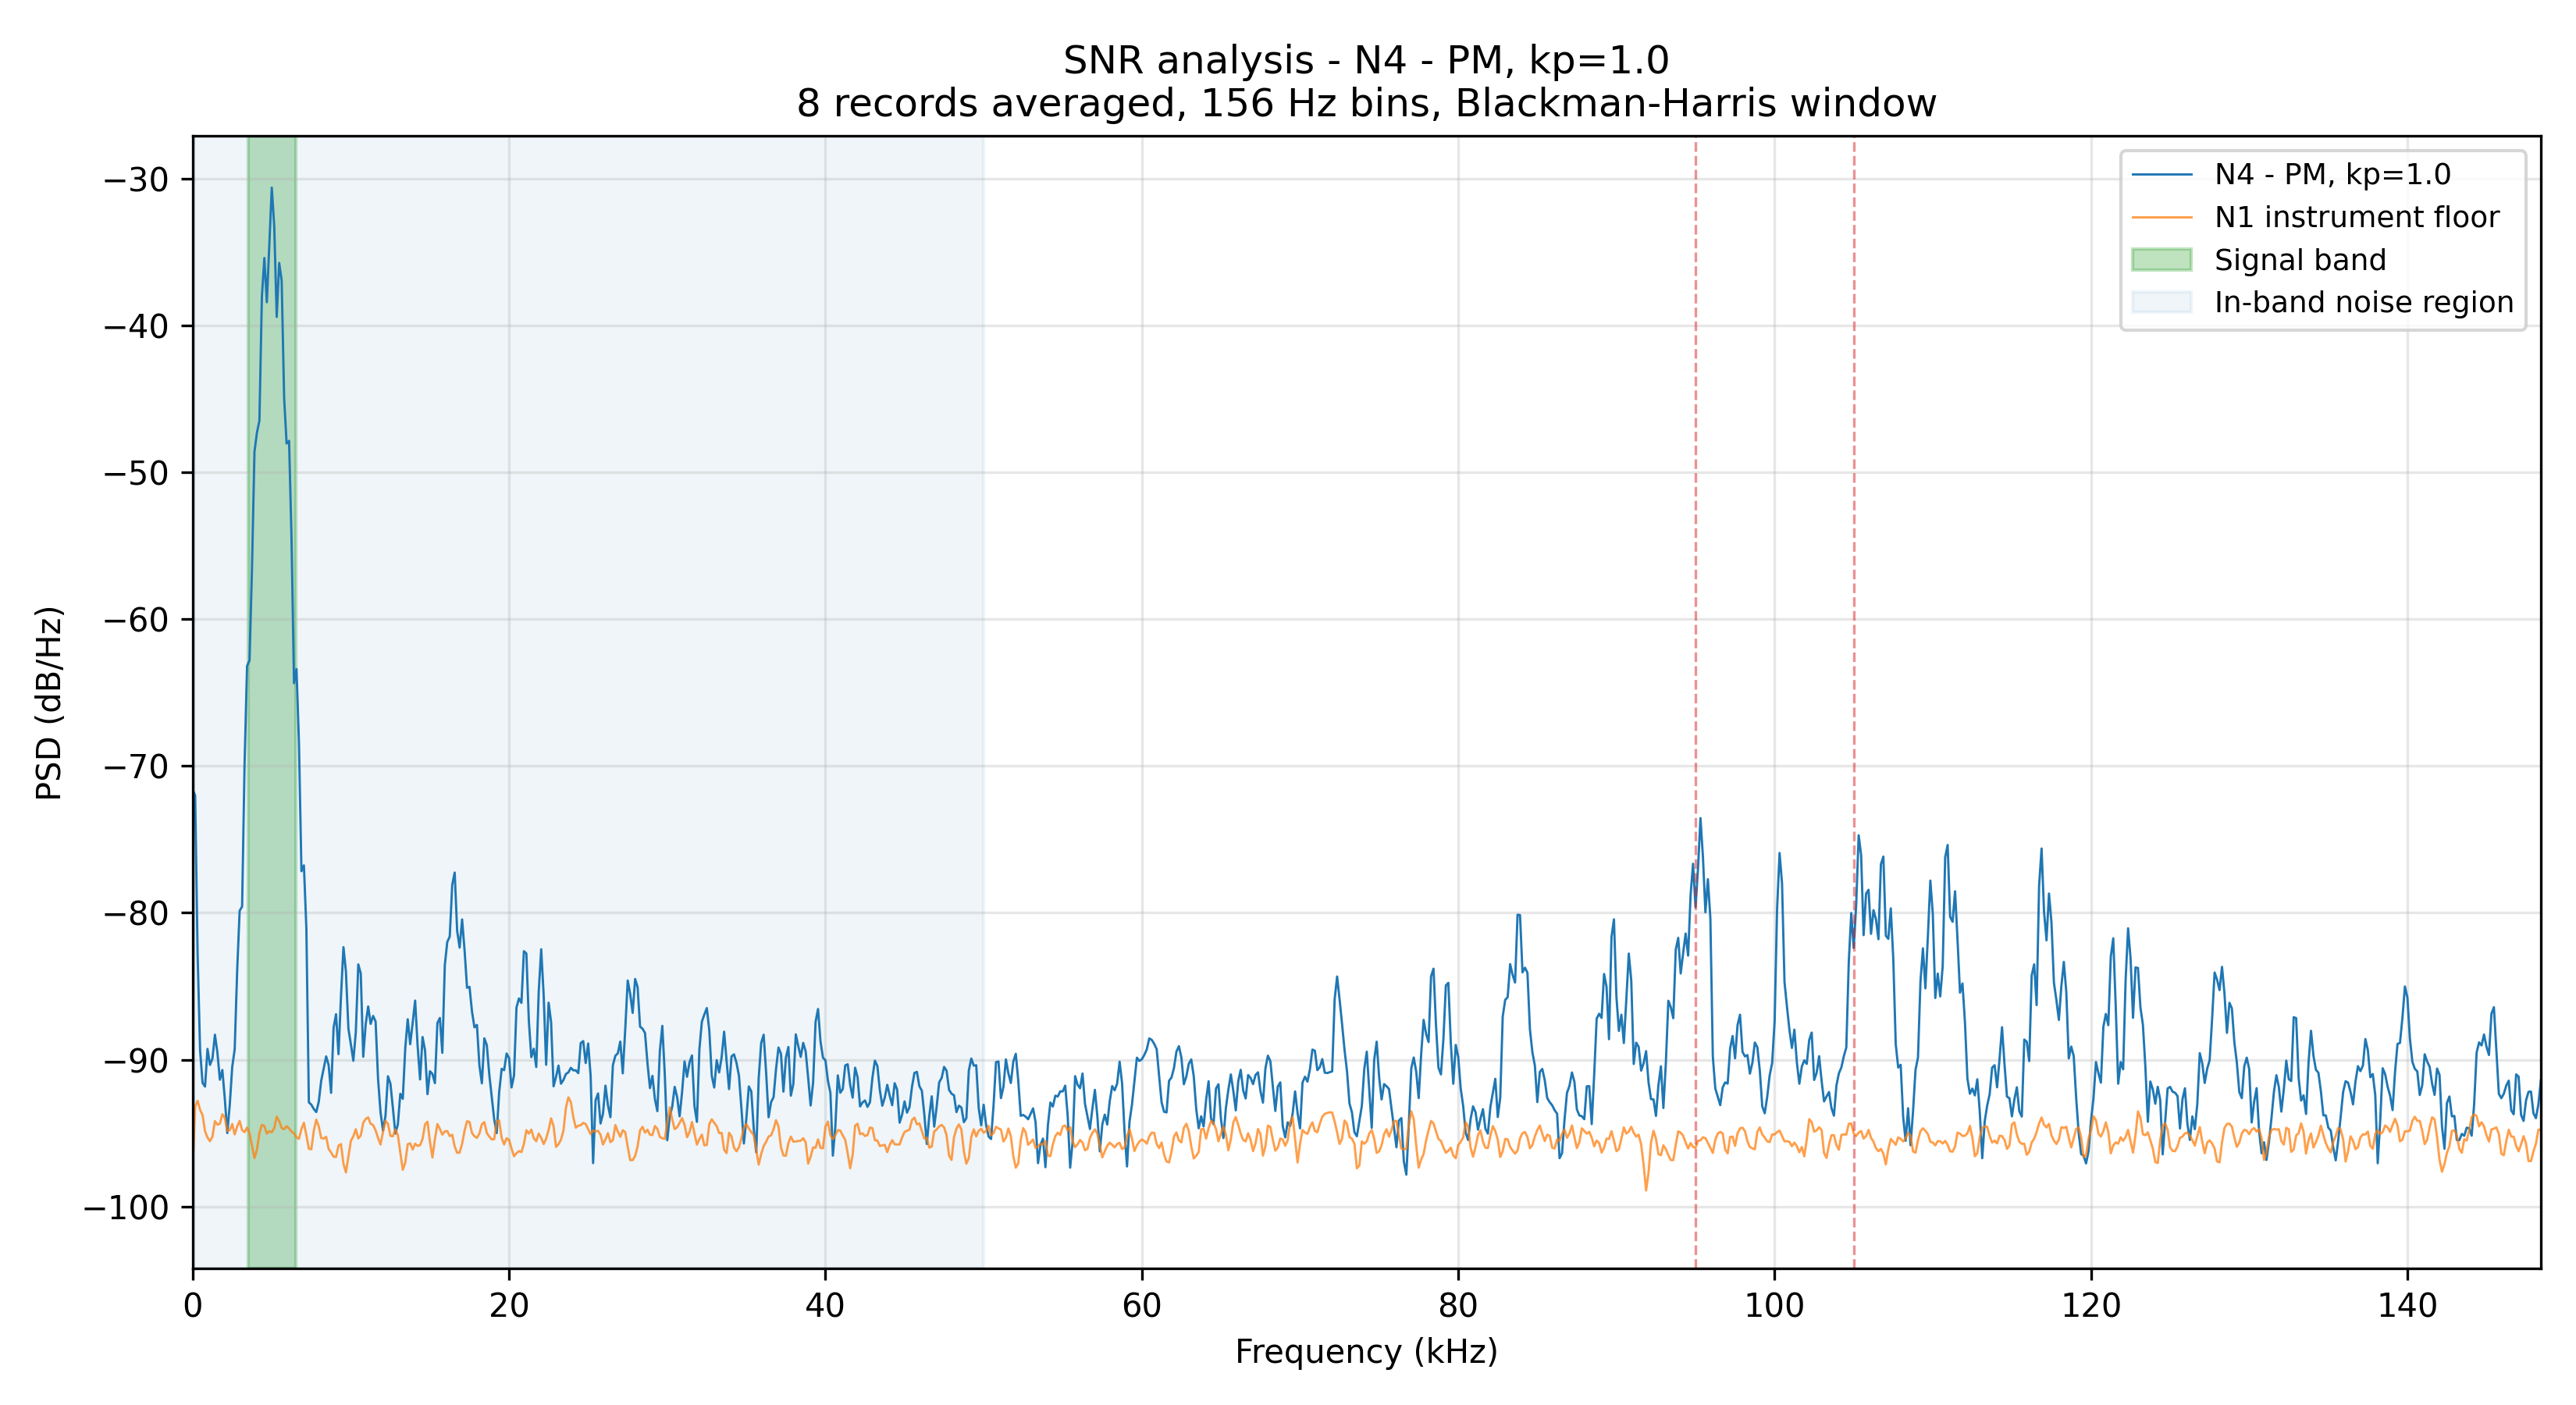 SNR analysis - N4 - PM, kp=1.0
8 records averaged, 156 Hz bins, Blackman-Harris window
N4 - PM, kp=1.0
N1 instrument floor
Signal band
In-band noise region
PSD (dB/Hz)
−30
−40
−50
−60
−70
−80
−90
−100
0 20 40 60 80 100 120 140
Frequency (kHz)